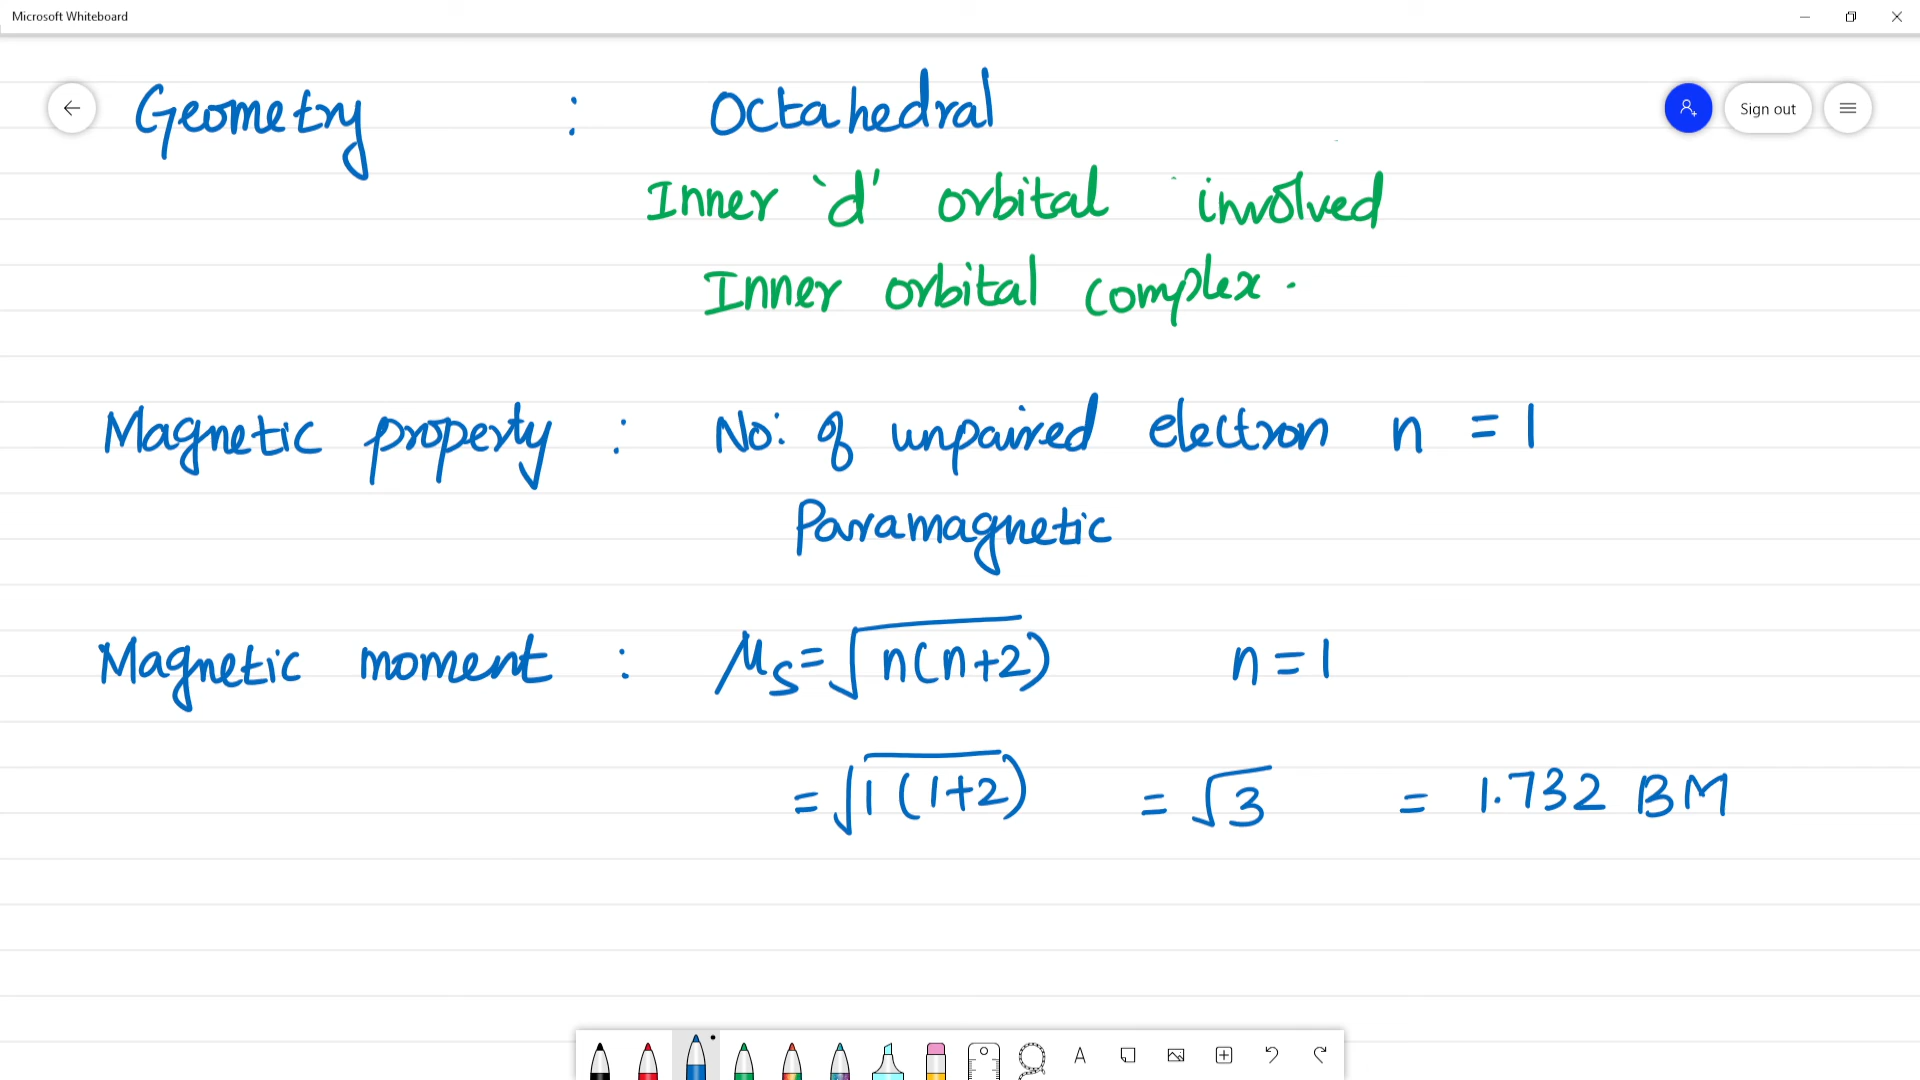 Microsoft Whiteboard
Geometry : Octahedral
Sign out
Inner 'd' orbital involved
Inner orbital complex.
Magnetic property : No: of unpaired electron n = 1
Paramagnetic
Magnetic moment : μs = √n(n+2) n = 1
= √1(1+2) = √3 = 1.732 BM
A